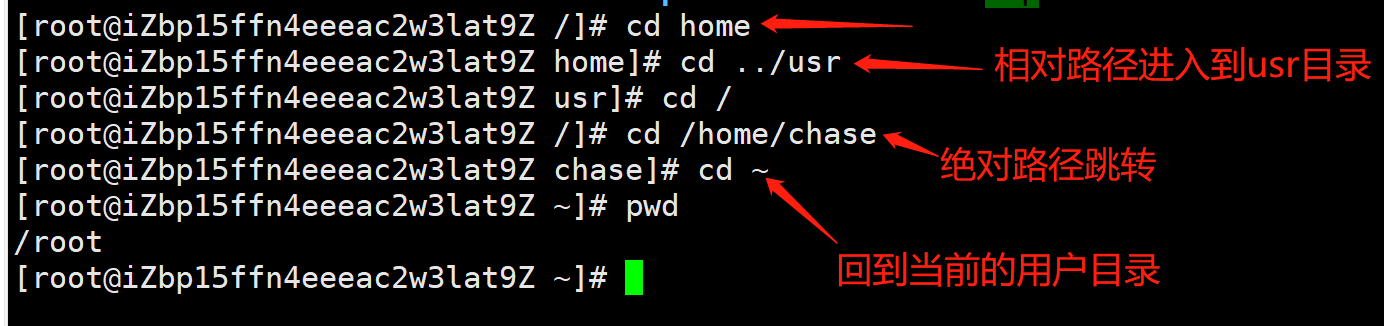 [root@iZbp15ffn4eeeac2w3lat9Z /]# cd home
[root@iZbp15ffn4eeeac2w3lat9Z home]# cd ../usr
相对路径进入到usr目录
[root@iZbp15ffn4eeeac2w3lat9Z usr]# cd /
[root@iZbp15ffn4eeeac2w3lat9Z /]# cd /home/chase
绝对路径跳转
[root@iZbp15ffn4eeeac2w3lat9Z chase]# cd ~
[root@iZbp15ffn4eeeac2w3lat9Z ~]# pwd
/root
回到当前的用户目录
[root@iZbp15ffn4eeeac2w3lat9Z ~]#